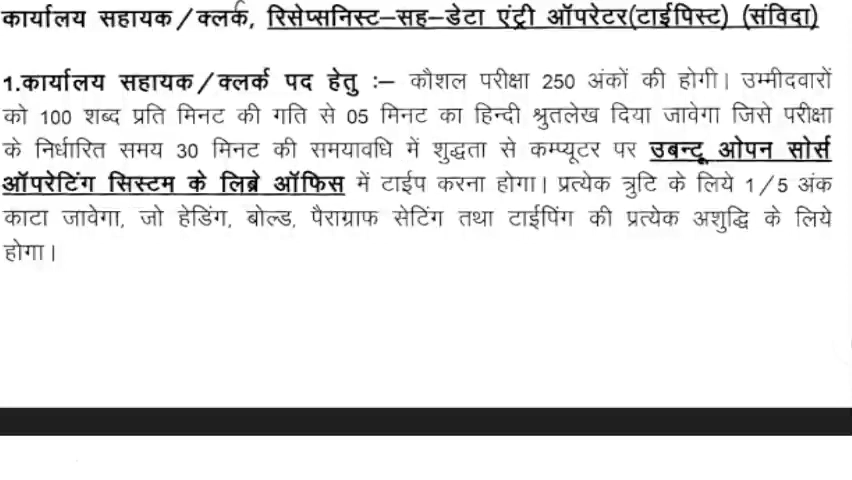 कार्यालय सहायक/क्लर्क, रिसेप्सनिस्ट–सह–डेटा एंट्री ऑपरेटर(टाईपिस्ट) (संविदा)
1.कार्यालय सहायक/क्लर्क पद हेतु :– कौशल परीक्षा 250 अंकों की होगी। उम्मीदवारों
को 100 शब्द प्रति मिनट की गति से 05 मिनट का हिन्दी श्रुतलेख दिया जावेगा जिसे परीक्षा
के निर्धारित समय 30 मिनट की समयावधि में शुद्धता से कम्प्यूटर पर उबन्टू ओपन सोर्स
ऑपरेटिंग सिस्टम के लिब्रे ऑफिस में टाईप करना होगा। प्रत्येक त्रुटि के लिये 1/5 अंक
काटा जावेगा, जो हेडिंग, बोल्ड, पैराग्राफ सेटिंग तथा टाईपिंग की प्रत्येक अशुद्धि के लिये
होगा।